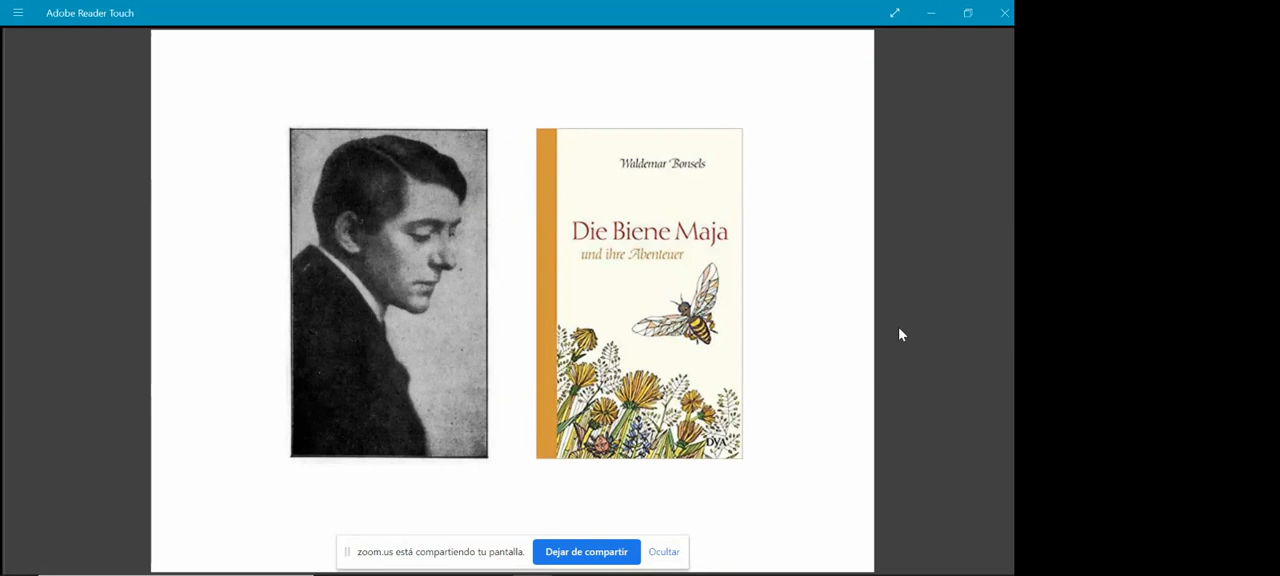 Adobe Reader Touch
Waldemar Bonsels
Die Biene Maja
und ihre Abenteuer
DVA
zoom.us está compartiendo tu pantalla.
Dejar de compartir
Ocultar